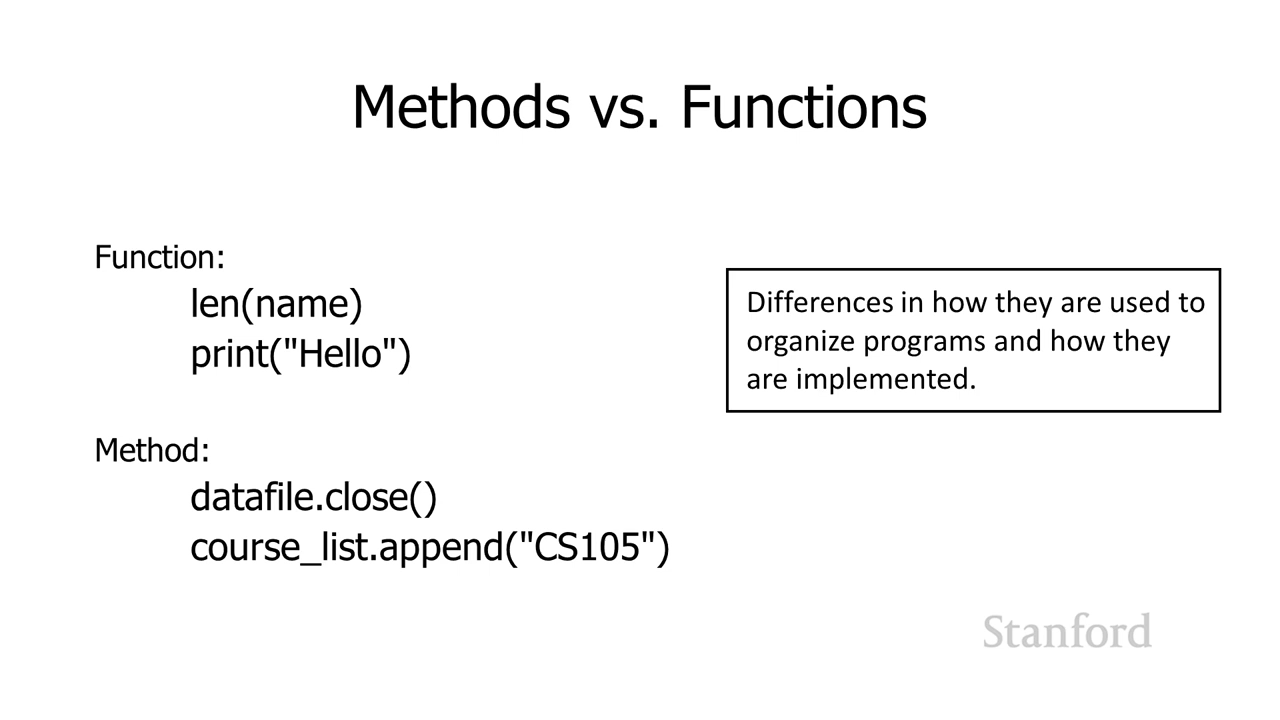 Methods vs. Functions
Function:
len(name)
print("Hello")
Differences in how they are used to
organize programs and how they
are implemented.
Method:
datafile.close()
course_list.append("CS105")
Stanford